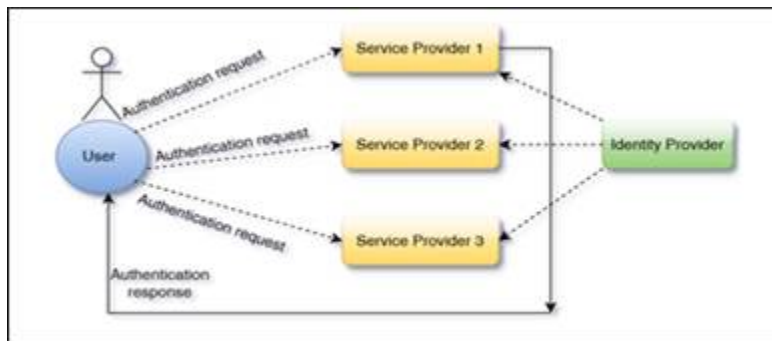 Service Provider 1
Authentication request
User
Authentication request
Service Provider 2
Identity Provider
Authentication request
Service Provider 3
Authentication
response